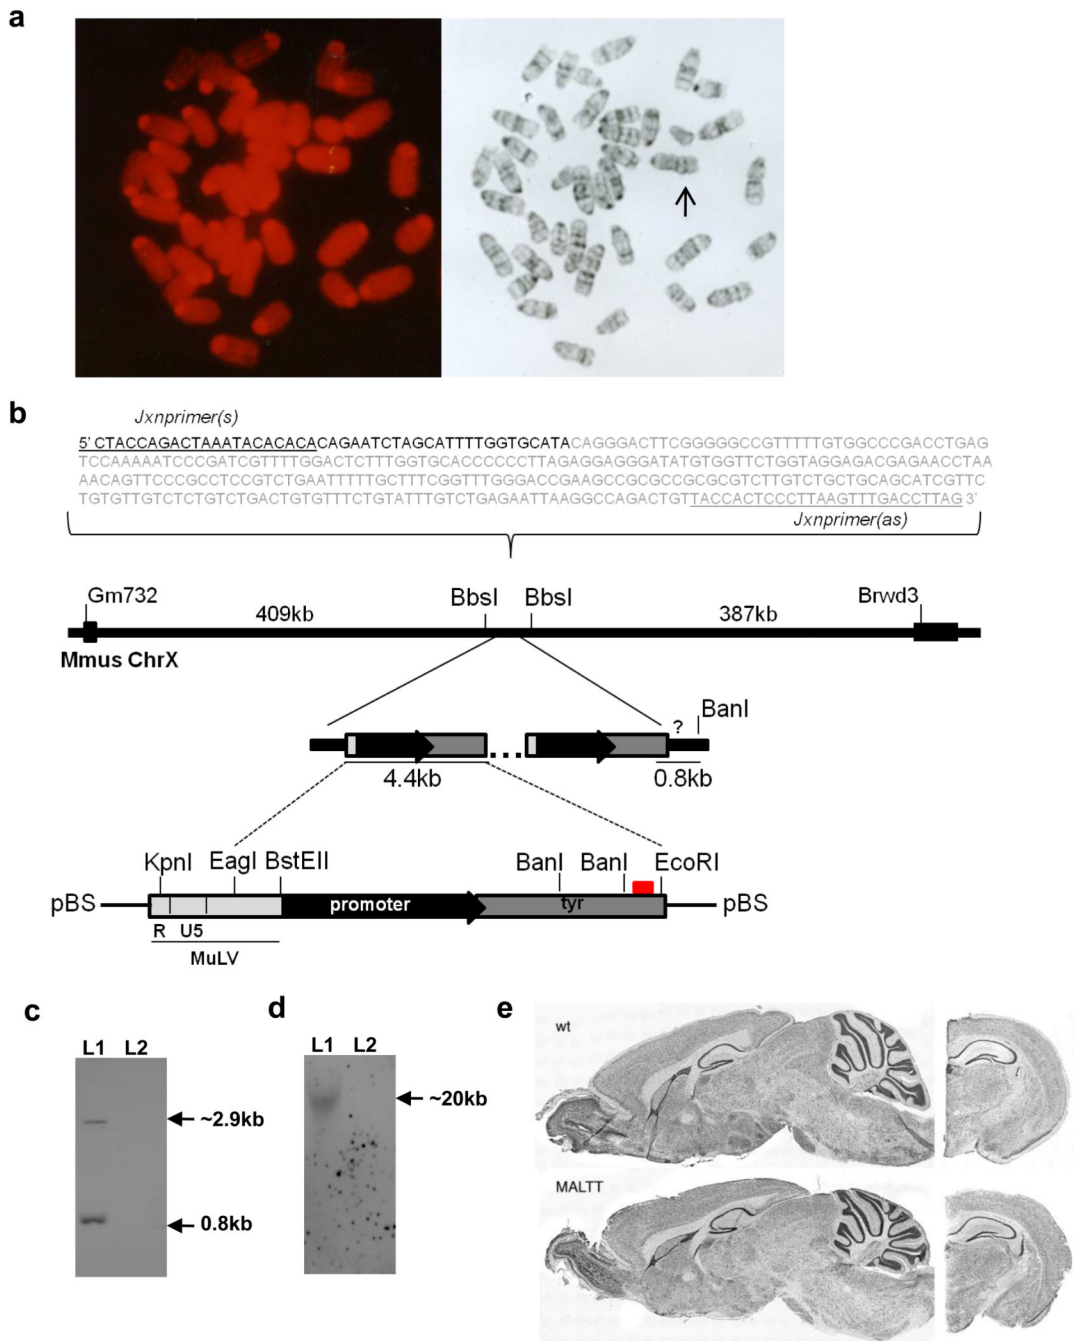 a
b
Jxnprimer(s)
5' CTACCAGACTAAATACACACACAGAATCTAGCATTTTGGTGCATACAGGGACTTCGGGGGGCCGTTTTTGTGGCCCGACCTGAG
TCCAAAAATCCCGATCGTTTTGGACTCTTTGGTGCACCCCCCTTAGAGGAGGGATATGTGGTTCTGGTAGGAGACGAGAACCTAA
AACAGTTCCCGCCTCCGTCTGAATTTTTGCTTTCGGTTTGGGACCGAAGCCGCGCCGCGCGTCTTGTCTGCTGCAGCATCGTTC
TGTGTTGTCTCTGTCTGACTGTGTTTCTGTATTTGTCTGAGAATTAAGGCCAGACTGTTACCACTCCCTTAAGTTTGACCTTAG 3'
Jxnprimer(as)
Gm732
409kb
BbsI
BbsI
387kb
Brwd3
Mmus ChrX
?
BanI
4.4kb
0.8kb
KpnI
EagI
BstEII
BanI
BanI
EcoRI
pBS
promoter
tyr
pBS
R
U5
MuLV
c
d
e
L1
L2
~2.9kb
0.8kb
L1
L2
~20kb
wt
MALTT